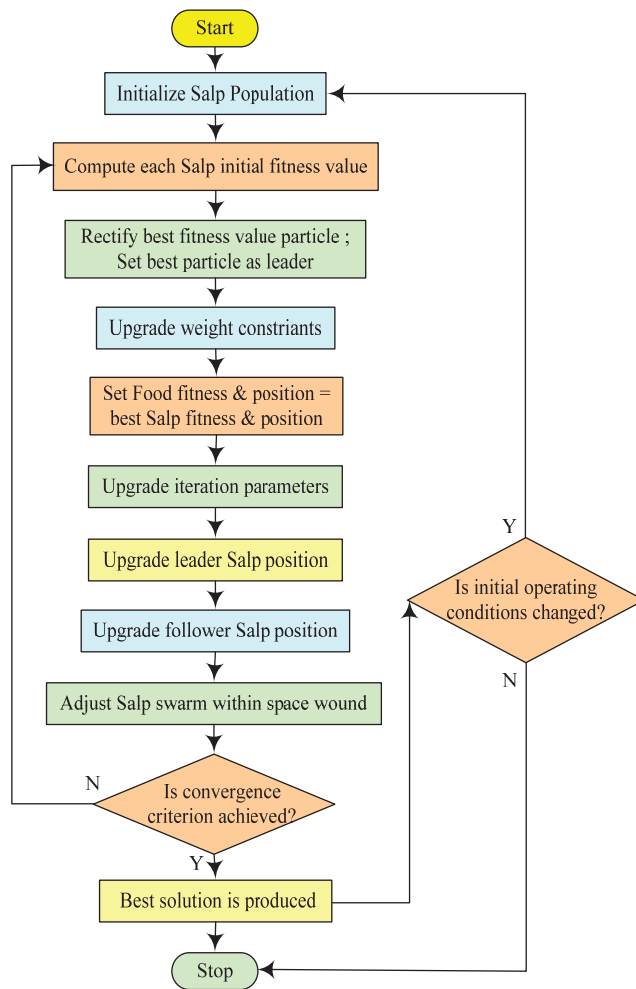 Start
Initialize Salp Population
Compute each Salp initial fitness value
Rectify best fitness value particle ;
Set best particle as leader
Upgrade weight constriants
Set Food fitness & position =
best Salp fitness & position
Upgrade iteration parameters
Upgrade leader Salp position
Upgrade follower Salp position
Adjust Salp swarm within space wound
Is convergence
criterion achieved?
N
Y
Best solution is produced
Stop
Y
Is initial operating
conditions changed?
N